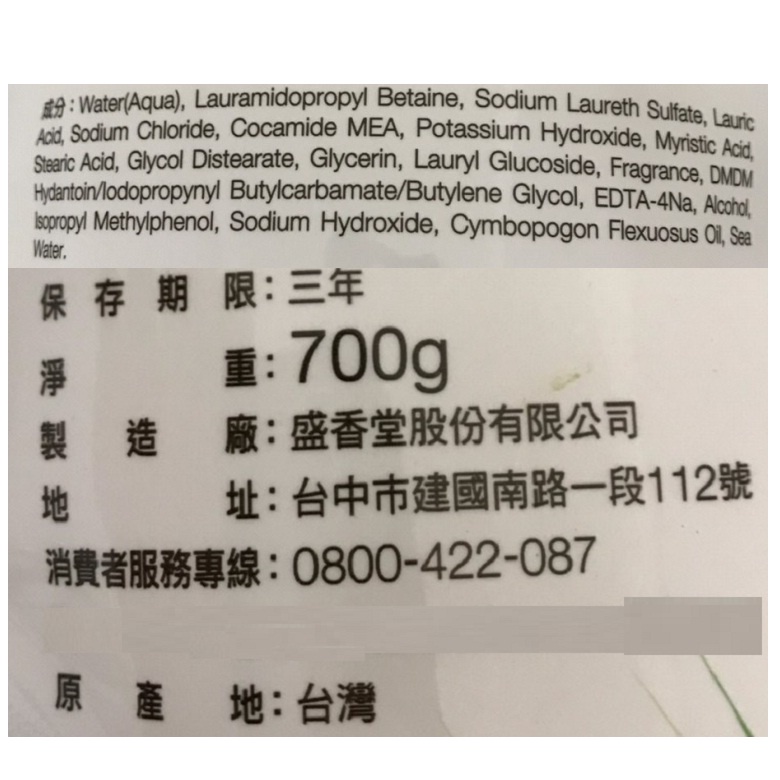 成分：Water(Aqua), Lauramidopropyl Betaine, Sodium Laureth Sulfate, Lauric
Acid, Sodium Chloride, Cocamide MEA, Potassium Hydroxide, Myristic Acid,
Stearic Acid, Glycol Distearate, Glycerin, Lauryl Glucoside, Fragrance, DMDM
Hydantoin/Iodopropynyl Butylcarbamate/Butylene Glycol, EDTA-4Na, Alcohol,
Isopropyl Methylphenol, Sodium Hydroxide, Cymbopogon Flexuosus Oil, Sea
Water.
保存期限：三年
淨重：700g
製造廠：盛香堂股份有限公司
地址：台中市建國南路一段112號
消費者服務專線：0800-422-087
原產地：台灣